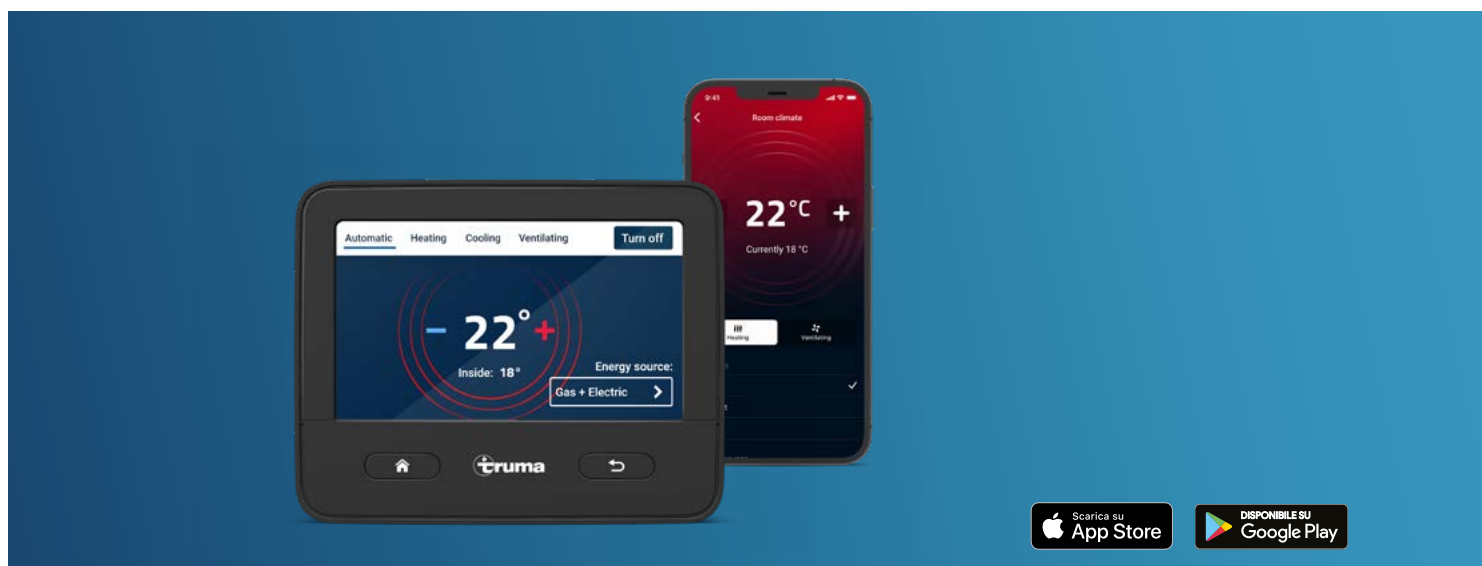 Automatic Heating Cooling Ventilating Turn off
22°
Inside: 18°
Energy source:
Gas + Electric
truma
9:41
Room climate
22°C
Currently 18 °C
Heating Ventilating
Scarica su
App Store
DISPONIBILE SU
Google Play